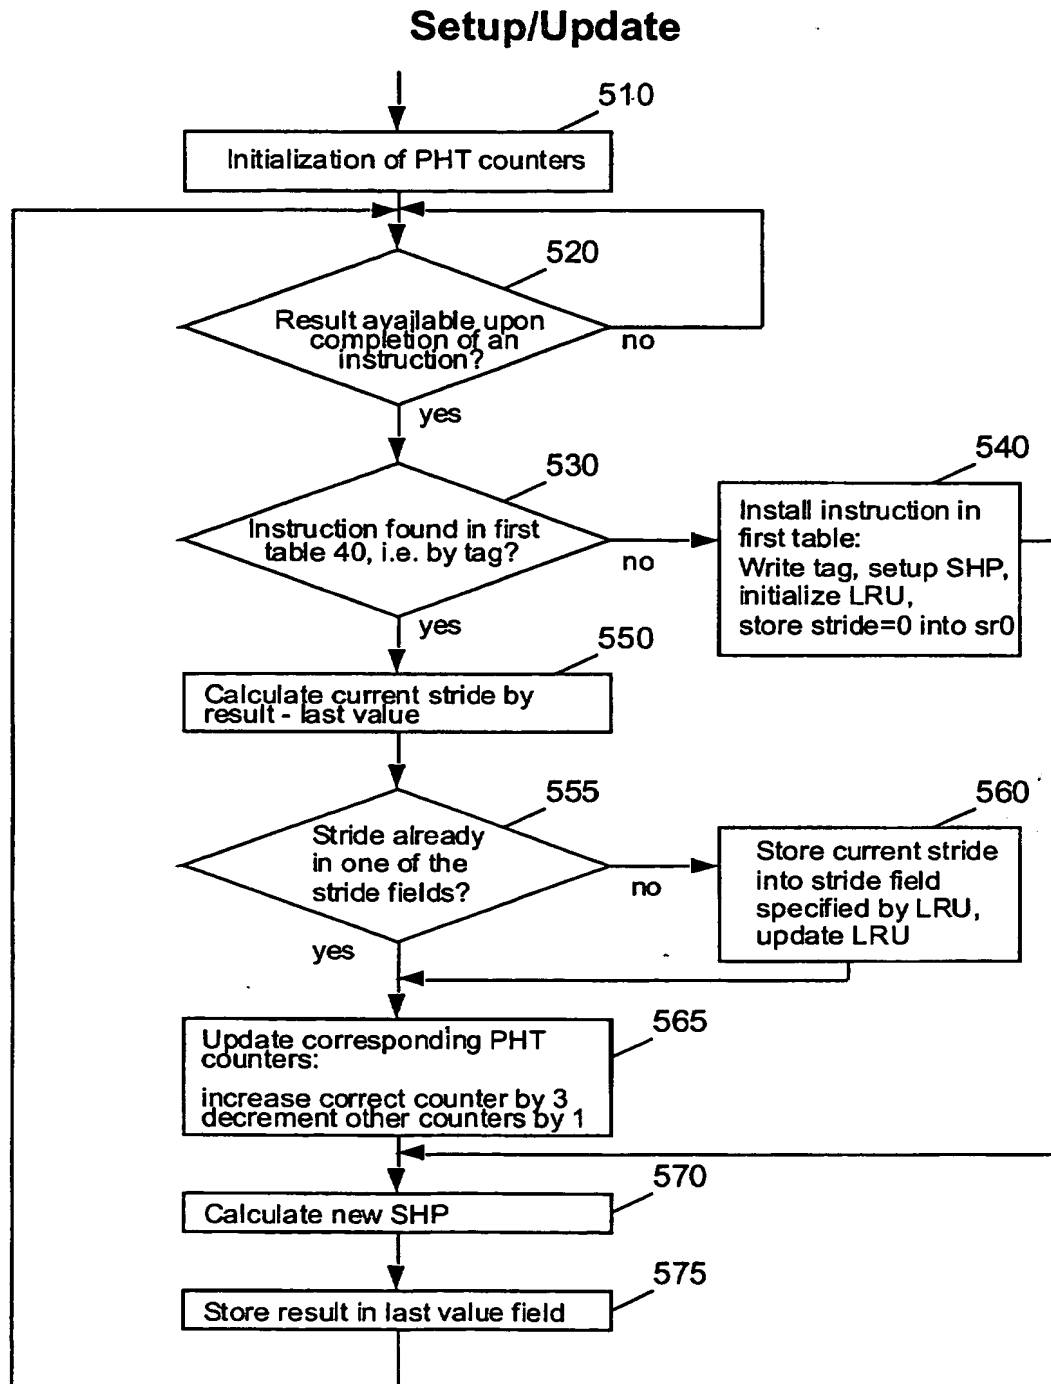 Setup/Update
510
Initialization of PHT counters
520
Result available upon
completion of an
instruction?
no
yes
530
Instruction found in first
table 40, i.e. by tag?
no
yes
540
Install instruction in
first table:
Write tag, setup SHP,
initialize LRU,
store stride=0 into sr0
550
Calculate current stride by
result - last value
555
Stride already
in one of the
stride fields?
no
yes
560
Store current stride
into stride field
specified by LRU,
update LRU
565
Update corresponding PHT
counters:
increase correct counter by 3
decrement other counters by 1
570
Calculate new SHP
575
Store result in last value field